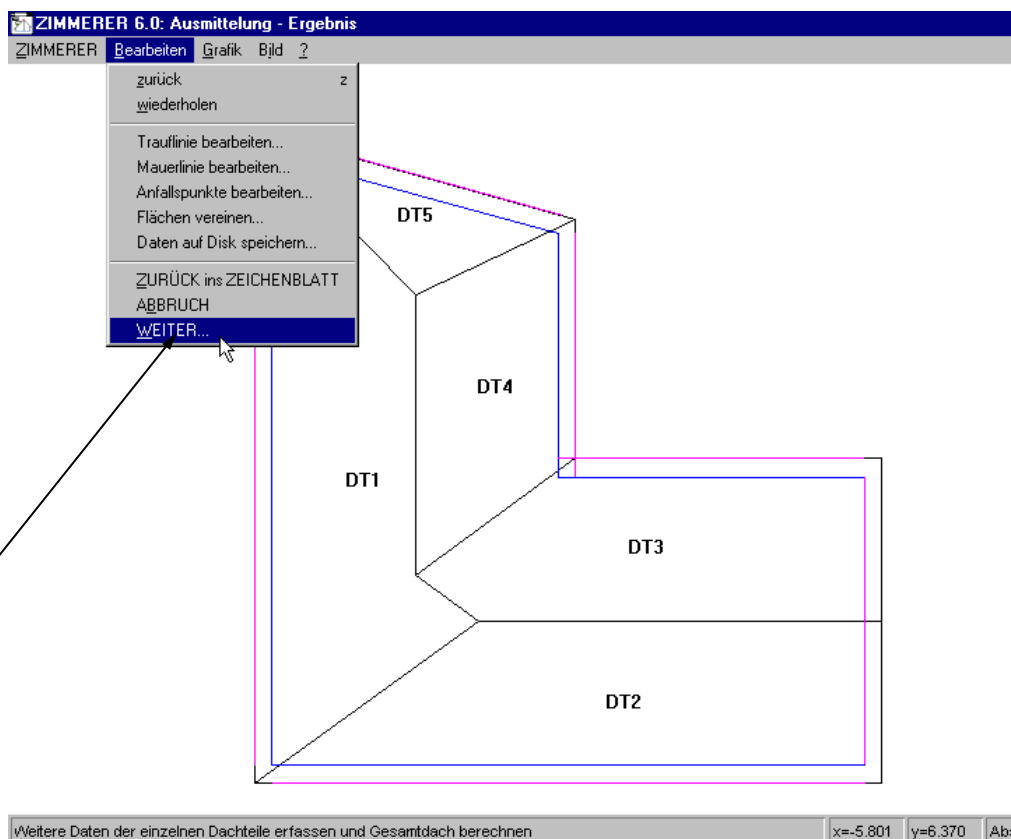 ZIMMERER 6.0: Ausmittelung - Ergebnis
ZIMMERER Bearbeiten Grafik Bild ?
zurück z
wiederholen
Trauflinie bearbeiten...
Mauerlinie bearbeiten...
Anfallspunkte bearbeiten...
Flächen vereinen...
Daten auf Disk speichern...
ZURÜCK ins ZEICHENBLATT
ABBRUCH
WEITER...
DT5
DT4
DT1
DT3
DT2
Weitere Daten der einzelnen Dachteile erfassen und Gesamtdach berechnen x=-5.801 y=6.370 Ab=